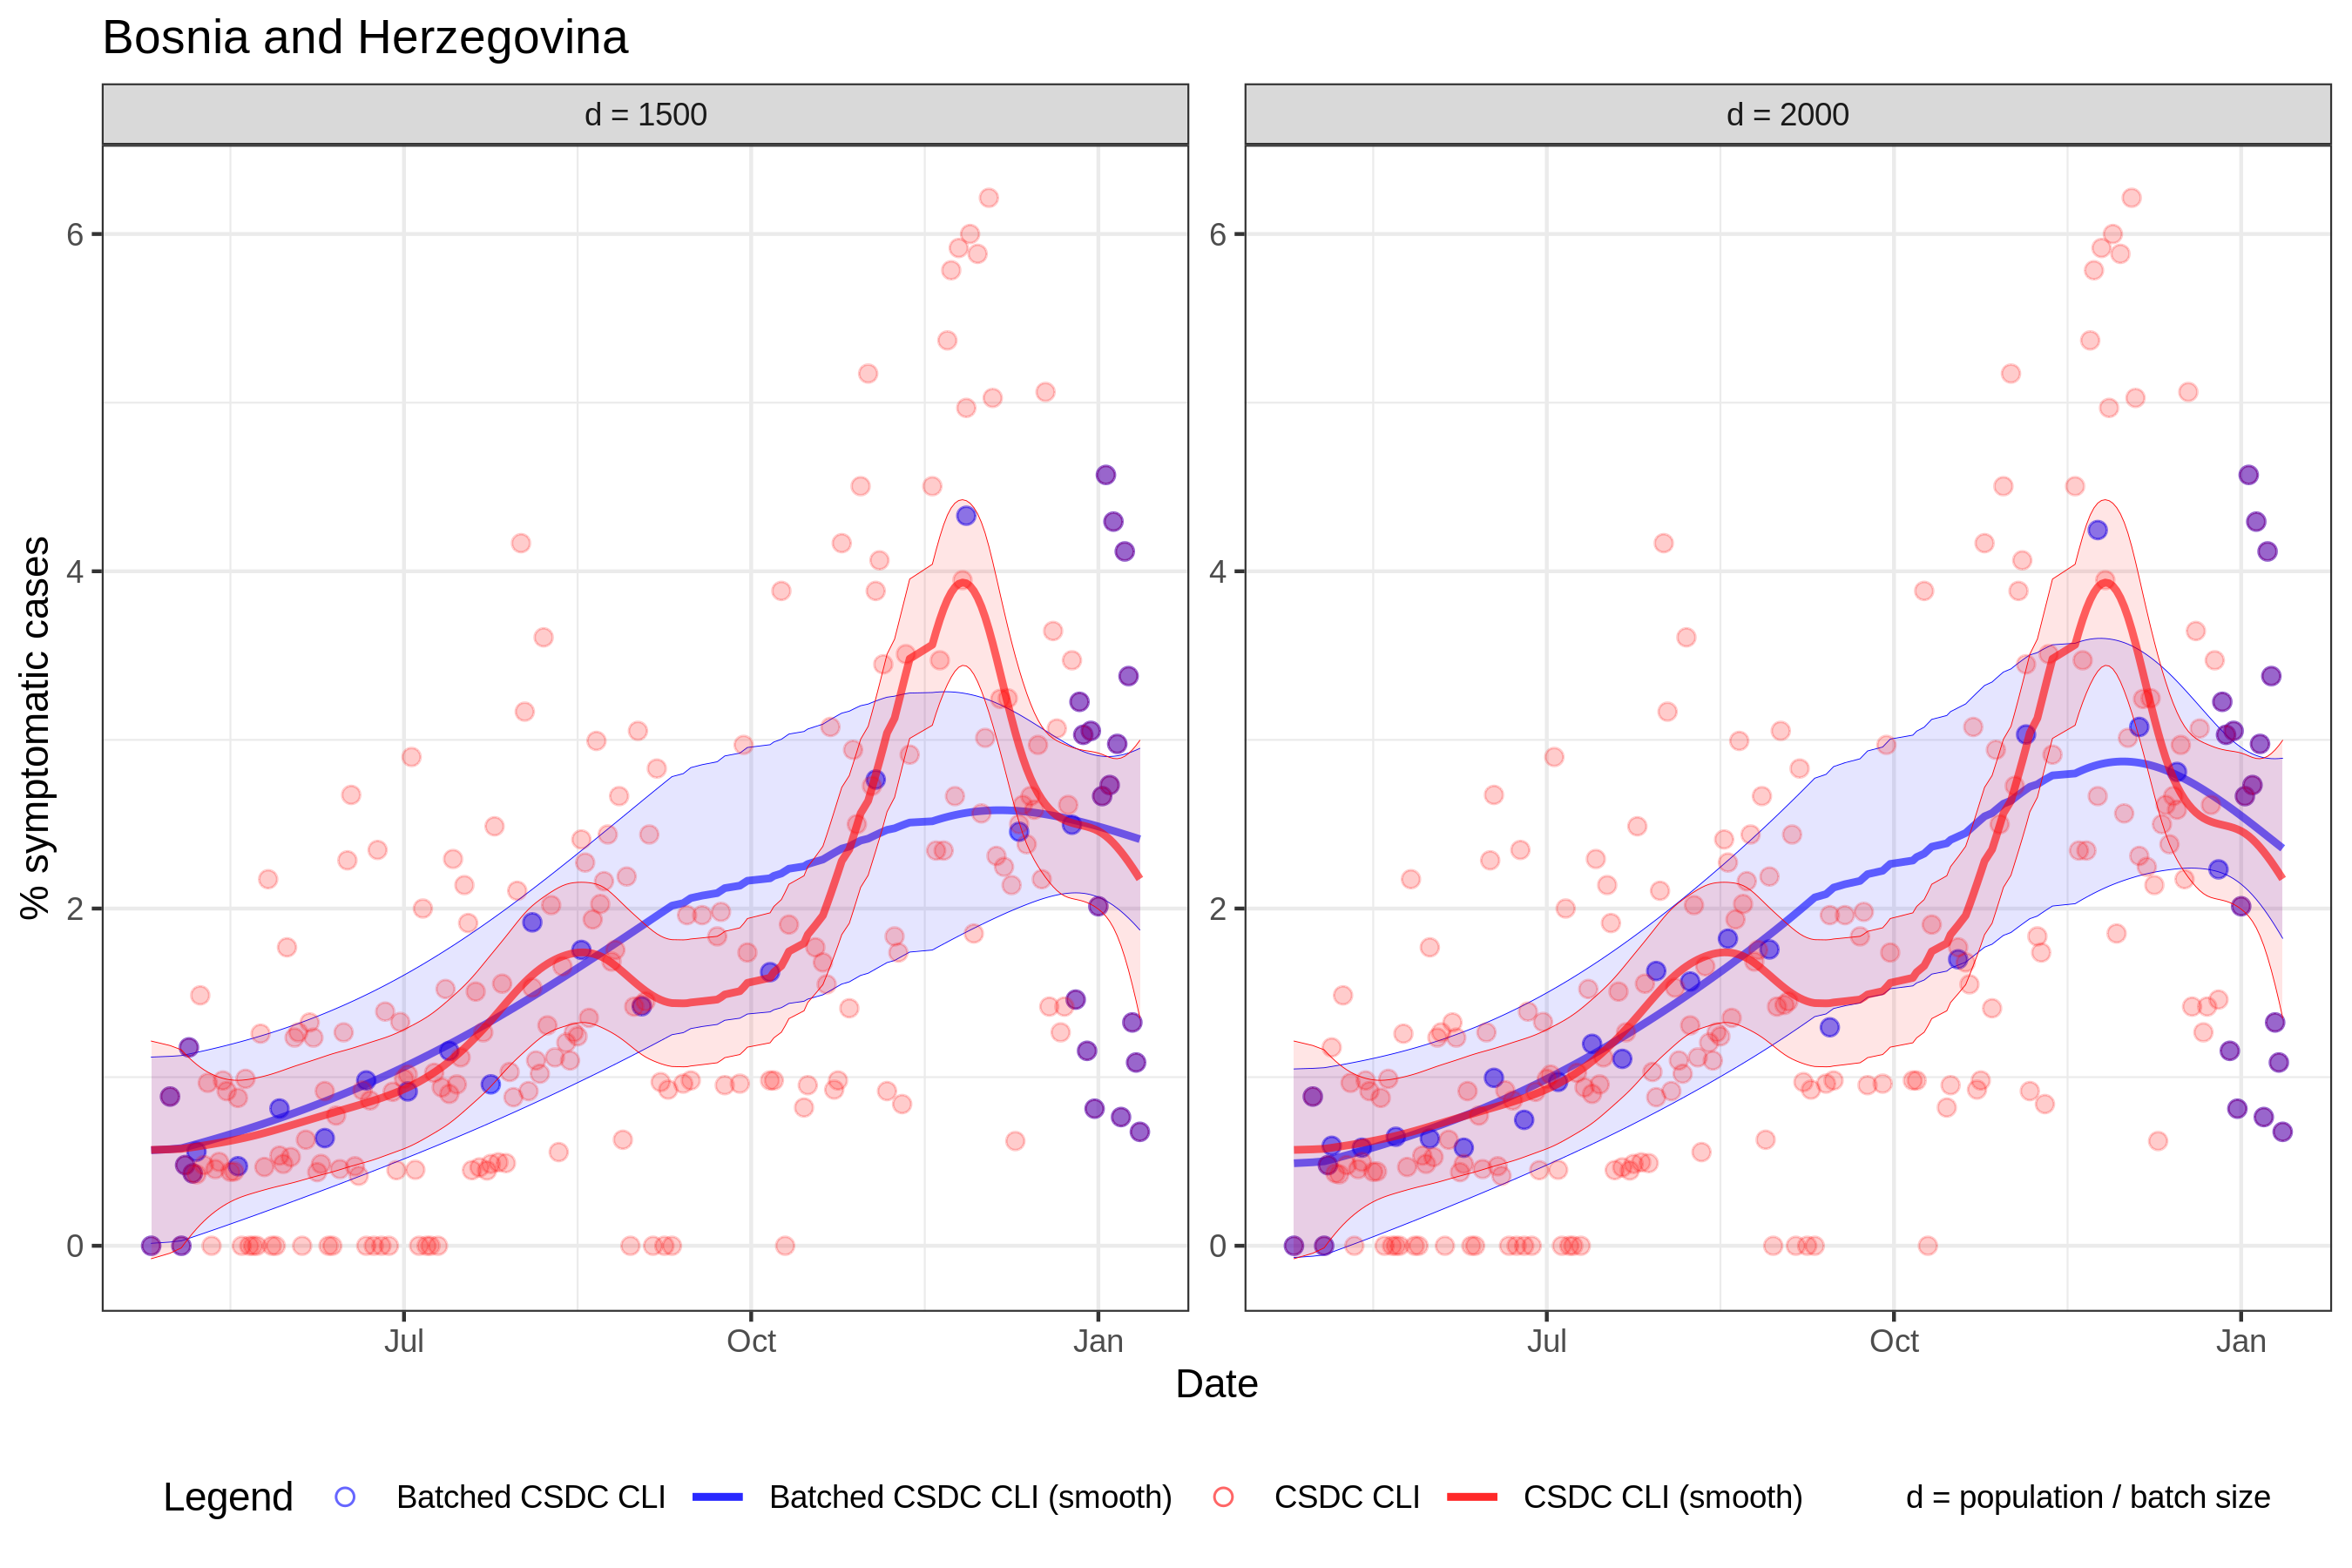 Bosnia and Herzegovina
d = 1500
d = 2000
% symptomatic cases
6
4
2
0
6
4
2
0
Jul
Oct
Jan
Jul
Oct
Jan
Date
Legend
Batched CSDC CLI
Batched CSDC CLI (smooth)
CSDC CLI
CSDC CLI (smooth)
d = population / batch size